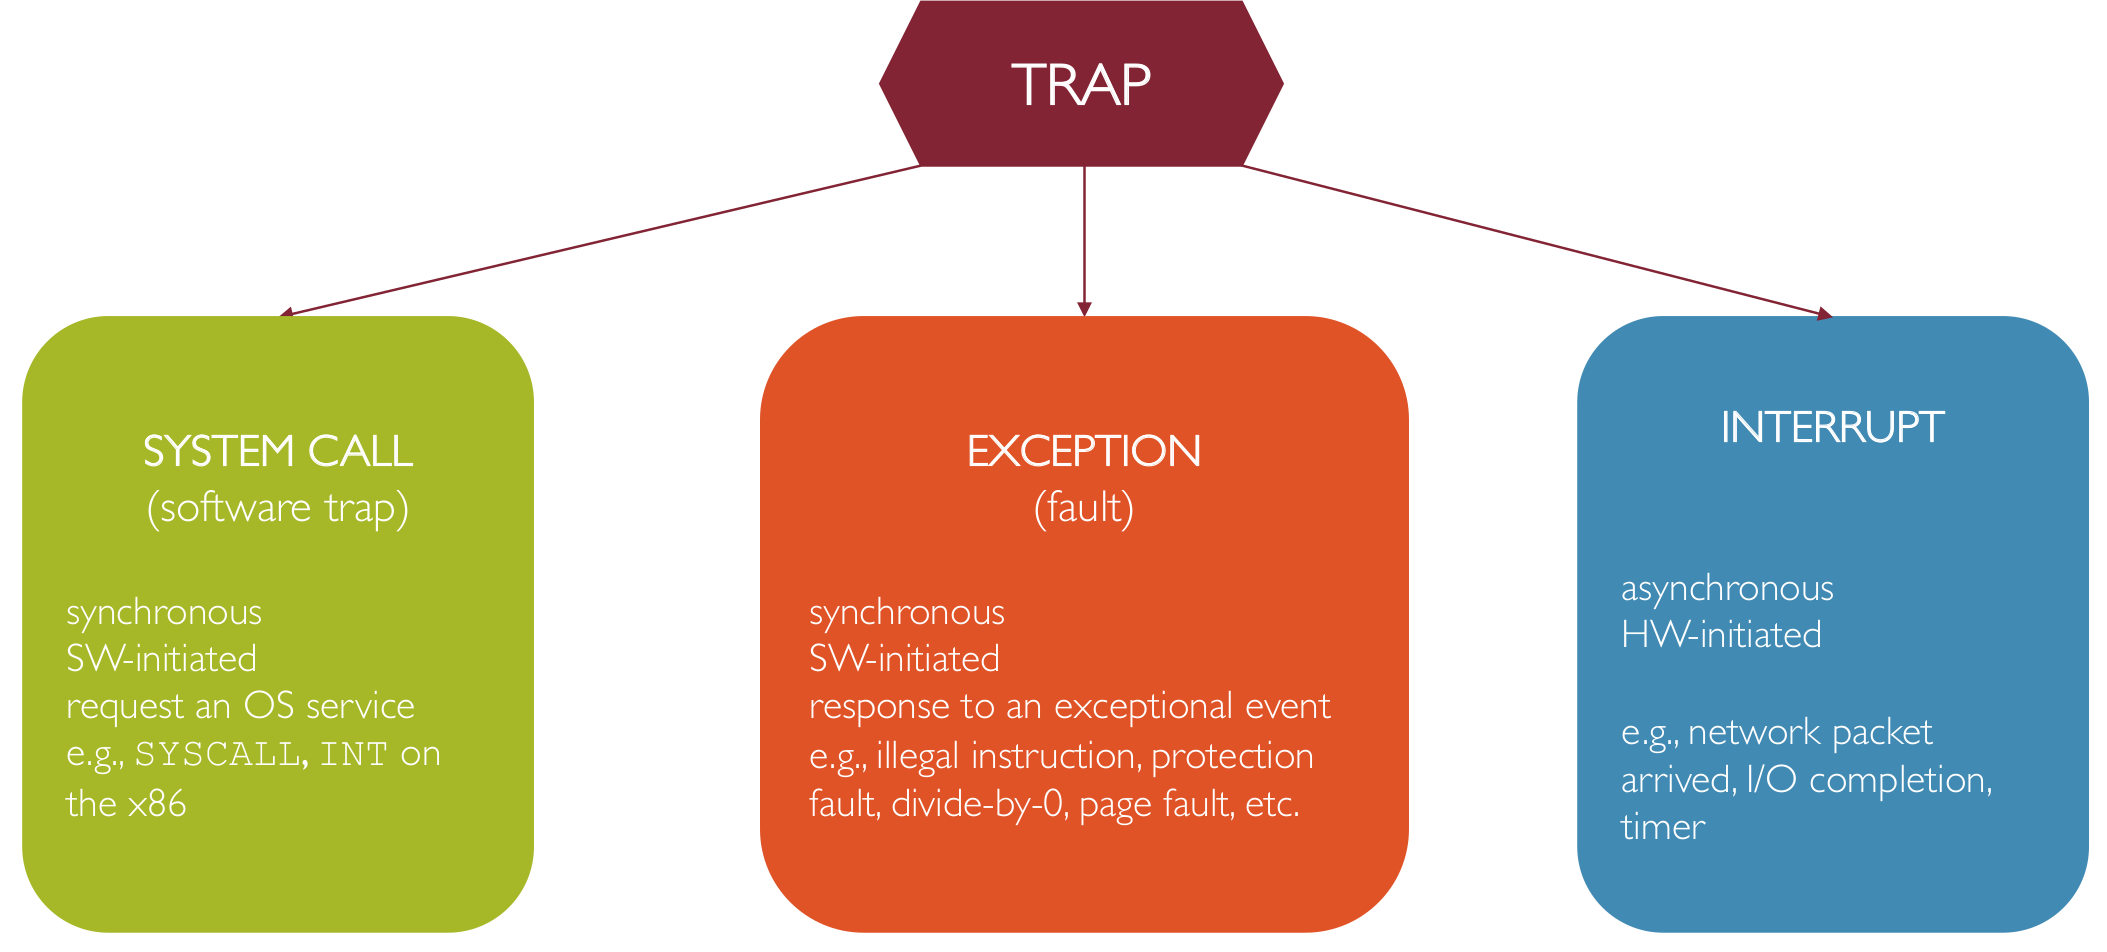 TRAP
SYSTEM CALL
(software trap)
synchronous
SW-initiated
request an OS service
e.g., SYSCALL, INT on
the x86
EXCEPTION
(fault)
synchronous
SW-initiated
response to an exceptional event
e.g., illegal instruction, protection
fault, divide-by-0, page fault, etc.
INTERRUPT
asynchronous
HW-initiated
e.g., network packet
arrived, I/O completion,
timer